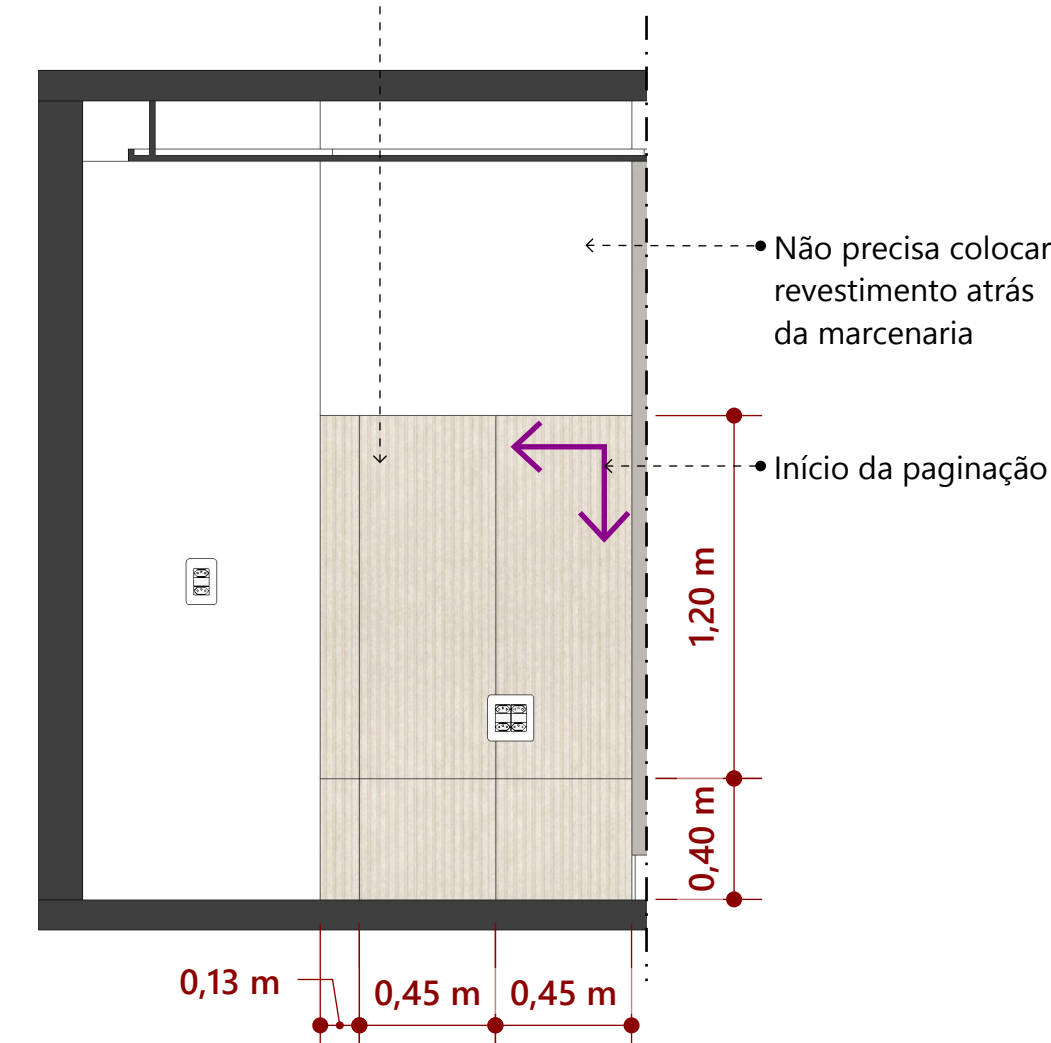 Não precisa colocar
revestimento atrás
da marcenaria
Início da paginação
1,20 m
0,40 m
0,13 m
0,45 m
0,45 m